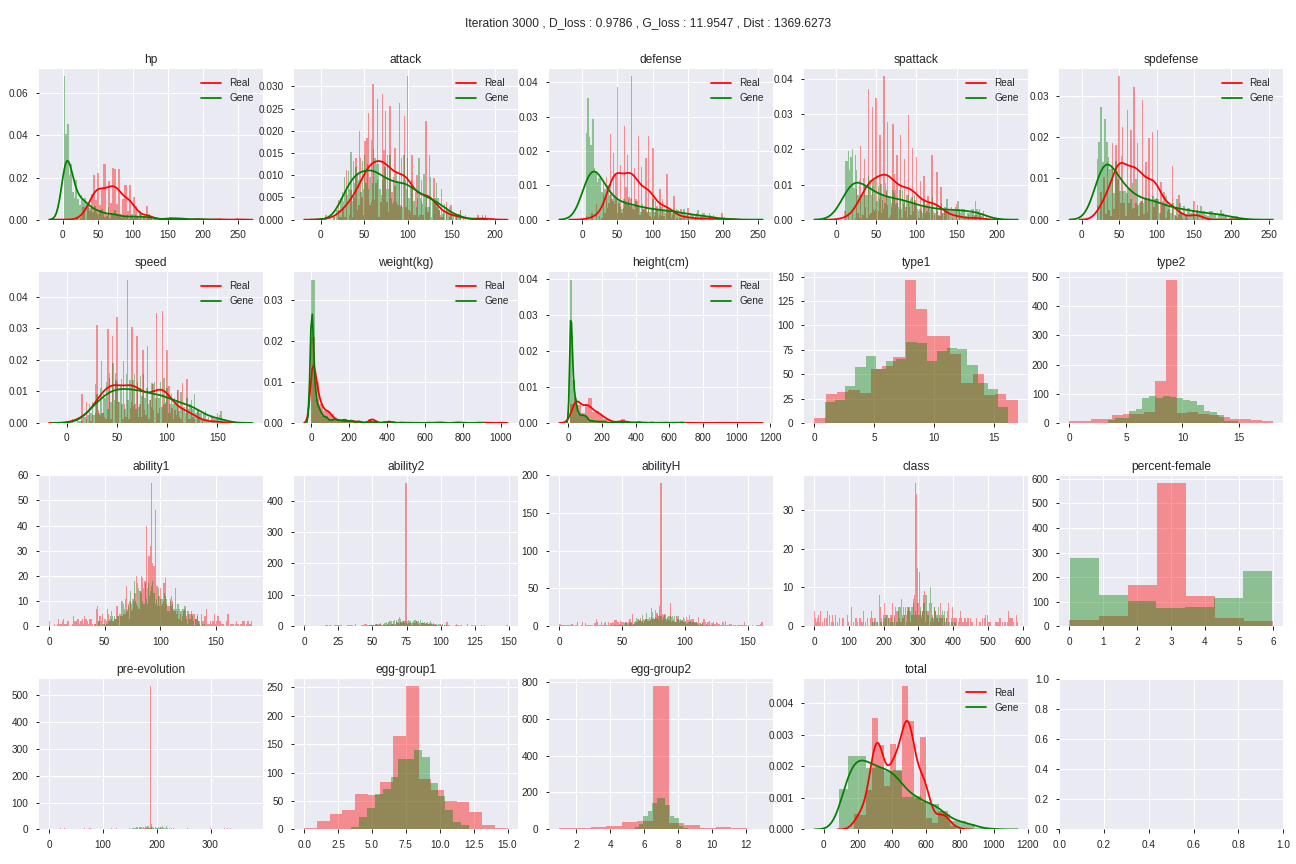 Iteration 3000 , D_loss : 0.9786 , G_loss : 11.9547 , Dist : 1369.6273
hp attack defense spattack spdefense
Real Real Real Real Real
Gene Gene Gene Gene Gene
0.06 0.04 0.02 0.00
0 50 100 150 200 250
0.030 0.025 0.020 0.015 0.010 0.005 0.000
0 50 100 150 200
0.04 0.03 0.02 0.01 0.00
0 50 100 150 200 250
0.04 0.03 0.02 0.01 0.00
0 50 100 150 200
0.03 0.02 0.01 0.00
0 50 100 150 200 250
speed weight(kg) height(cm) type1 type2
Real Real Real
Gene Gene Gene
0.04 0.03 0.02 0.01 0.00
0 50 100 150
0.03 0.02 0.01 0.00
0 200 400 600 800 1000
0.04 0.03 0.02 0.01 0.00
0 200 400 600 800 1000 1200
150 125 100 75 50 25 0
0 5 10 15
500 400 300 200 100 0
0 5 10 15
ability1 ability2 abilityH class percent-female
60 50 40 30 20 10 0
0 50 100 150
400 300 200 100 0
0 25 50 75 100 125 150
200 150 100 50 0
0 50 100 150
30 20 10 0
0 100 200 300 400 500 600
600 500 400 300 200 100 0
0 1 2 3 4 5 6
pre-evolution egg-group1 egg-group2 total
Real
Gene
500 400 300 200 100 0
0 100 200 300
250 200 150 100 50 0
0.0 2.5 5.0 7.5 10.0 12.5 15.0
800 600 400 200 0
2 4 6 8 10 12
0.004 0.003 0.002 0.001 0.000
0 200 400 600 800 1000 1200
1.0 0.8 0.6 0.4 0.2 0.0
0.0 0.2 0.4 0.6 0.8 1.0